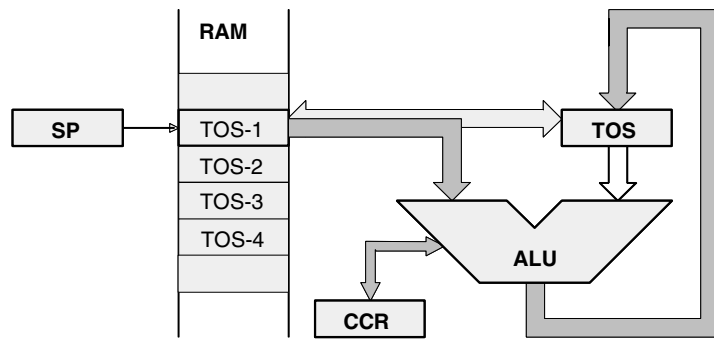 RAM
SP
TOS-1
TOS
TOS-2
TOS-3
TOS-4
ALU
CCR